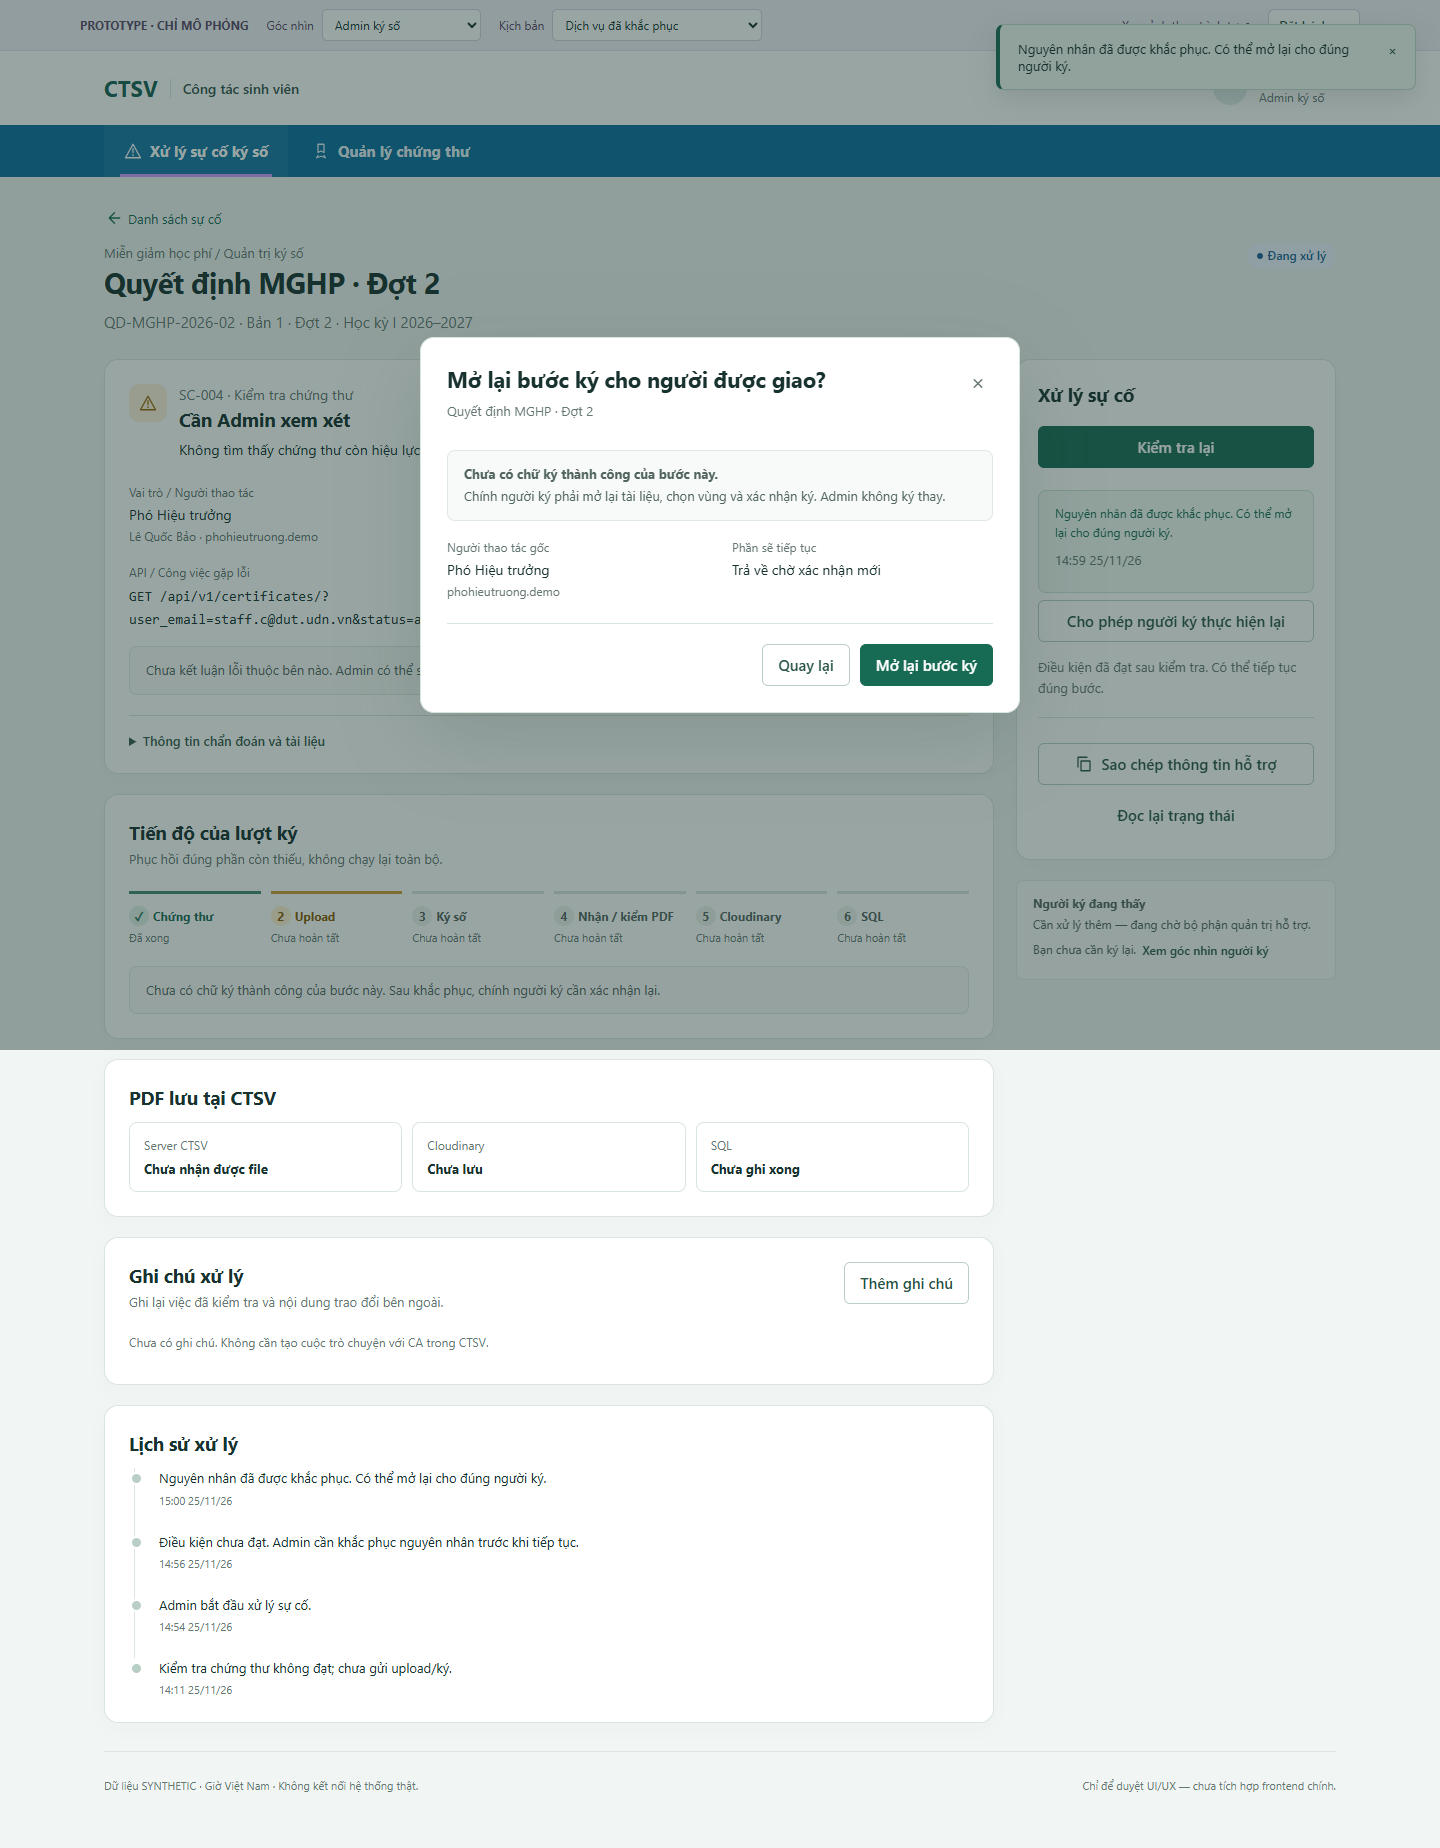 PROTOTYPE · CHỈ MÔ PHỎNG
Góc nhìn
Admin ký số
Kịch bản
Dịch vụ đã khắc phục
Nguyên nhân đã được khắc phục. Có thể mở lại cho đúng
người ký.
×
CTSV
Công tác sinh viên
Admin ký số
Xử lý sự cố ký số
Quản lý chứng thư
Danh sách sự cố
Miễn giảm học phí / Quản trị ký số
Quyết định MGHP · Đợt 2
Đang xử lý
QD-MGHP-2026-02 · Bản 1 · Đợt 2 · Học kỳ I 2026–2027
SC-004 · Kiểm tra chứng thư
Cần Admin xem xét
Không tìm thấy chứng thư còn hiệu lực
Vai trò / Người thao tác
Phó Hiệu trưởng
Lê Quốc Bảo · phohieutruong.demo
API / Công việc gặp lỗi
GET /api/v1/certificates/?
user_email=staff.c@dut.udn.vn&status=a
Chưa kết luận lỗi thuộc bên nào. Admin có thể
Thông tin chẩn đoán và tài liệu
Mở lại bước ký cho người được giao?
×
Quyết định MGHP · Đợt 2
Chưa có chữ ký thành công của bước này.
Chính người ký phải mở lại tài liệu, chọn vùng và xác nhận ký. Admin không ký thay.
Người thao tác gốc
Phó Hiệu trưởng
phohieutruong.demo
Phần sẽ tiếp tục
Trả về chờ xác nhận mới
Quay lại
Mở lại bước ký
Xử lý sự cố
Kiểm tra lại
Nguyên nhân đã được khắc phục. Có thể mở
lại cho đúng người ký.
14:59 25/11/26
Cho phép người ký thực hiện lại
Điều kiện đã đạt sau kiểm tra. Có thể tiếp tục
đúng bước.
Sao chép thông tin hỗ trợ
Đọc lại trạng thái
Người ký đang thấy
Cần xử lý thêm — đang chờ bộ phận quản trị hỗ trợ.
Bạn chưa cần ký lại. Xem góc nhìn người ký
Tiến độ của lượt ký
Phục hồi đúng phần còn thiếu, không chạy lại toàn bộ.
✓ Chứng thư
Đã xong
2 Upload
Chưa hoàn tất
3 Ký số
Chưa hoàn tất
4 Nhận / kiểm PDF
Chưa hoàn tất
5 Cloudinary
Chưa hoàn tất
6 SQL
Chưa hoàn tất
Chưa có chữ ký thành công của bước này. Sau khắc phục, chính người ký cần xác nhận lại.
PDF lưu tại CTSV
Server CTSV
Chưa nhận được file
Cloudinary
Chưa lưu
SQL
Chưa ghi xong
Ghi chú xử lý
Ghi lại việc đã kiểm tra và nội dung trao đổi bên ngoài.
Thêm ghi chú
Chưa có ghi chú. Không cần tạo cuộc trò chuyện với CA trong CTSV.
Lịch sử xử lý
Nguyên nhân đã được khắc phục. Có thể mở lại cho đúng người ký.
15:00 25/11/26
Điều kiện chưa đạt. Admin cần khắc phục nguyên nhân trước khi tiếp tục.
14:56 25/11/26
Admin bắt đầu xử lý sự cố.
14:54 25/11/26
Kiểm tra chứng thư không đạt; chưa gửi upload/ký.
14:11 25/11/26
Dữ liệu SYNTHETIC · Giờ Việt Nam · Không kết nối hệ thống thật.
Chỉ để duyệt UI/UX — chưa tích hợp frontend chính.